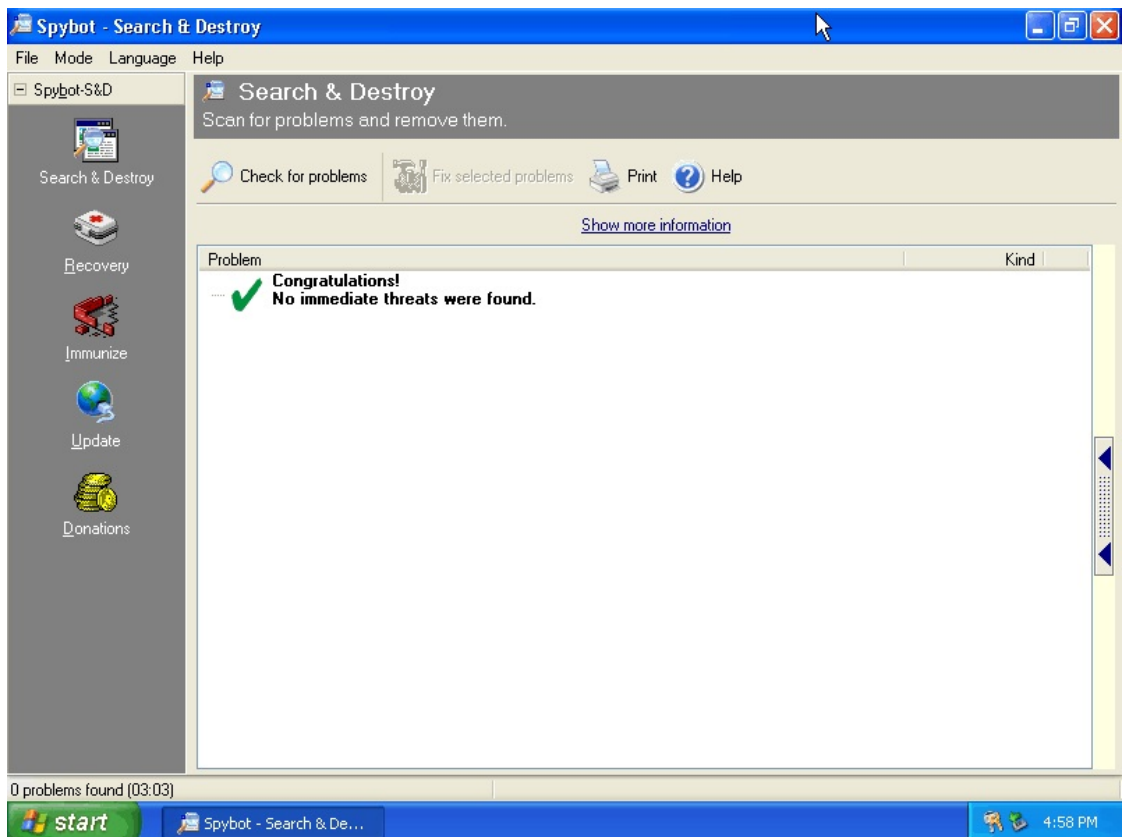 Spybot - Search & Destroy
File Mode Language Help
Spybot-S&D
Search & Destroy
Recovery
Immunize
Update
Donations
Search & Destroy
Scan for problems and remove them.
Check for problems Fix selected problems Print Help
Show more information
Problem Kind
Congratulations!
No immediate threats were found.
0 problems found (03:03)
start Spybot - Search & De... 4:58 PM